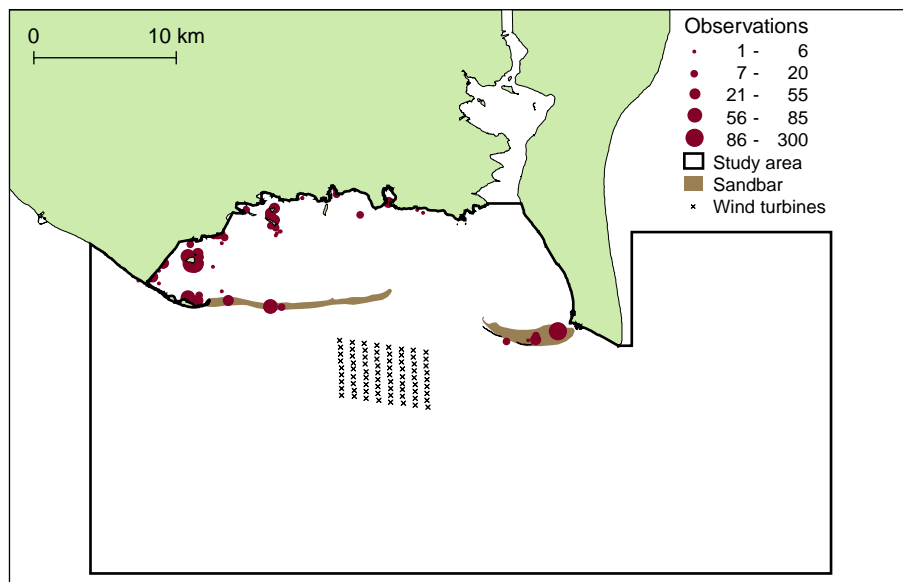 0 10 km
Observations
1 - 6
7 - 20
21 - 55
56 - 85
86 - 300
Study area
Sandbar
Wind turbines